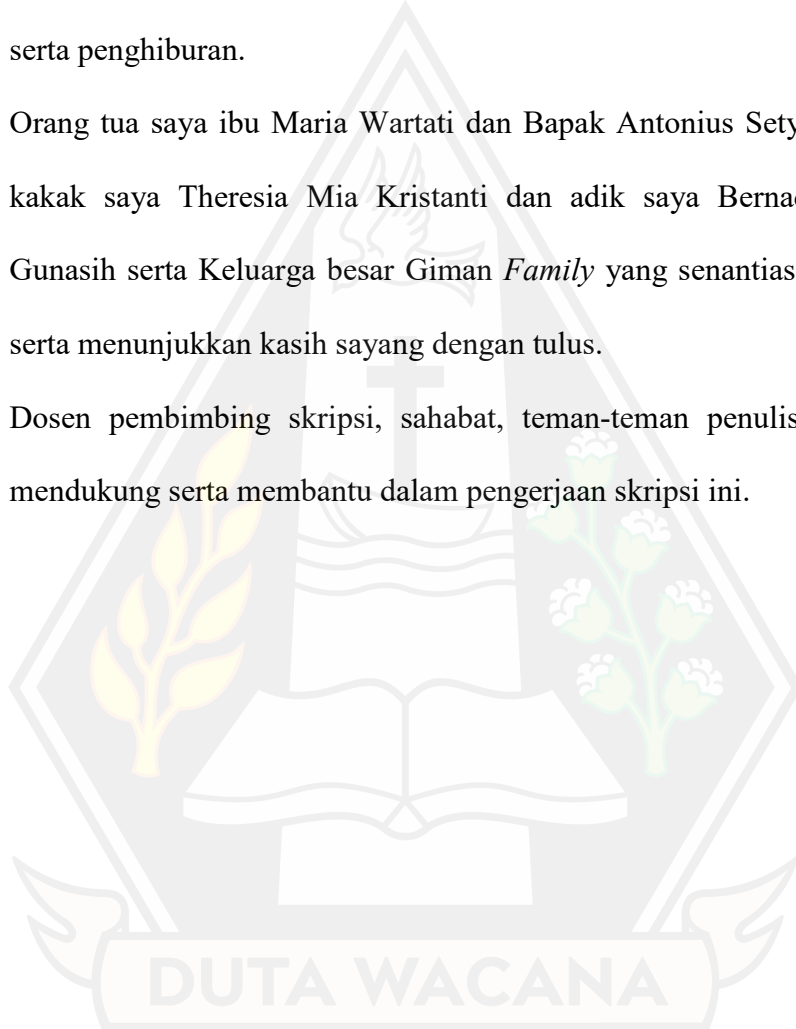 serta penghiburan.
Orang tua saya ibu Maria Wartati dan Bapak Antonius Sety
kakak saya Theresia Mia Kristanti dan adik saya Bernad
Gunasih serta Keluarga besar Giman Family yang senantias
serta menunjukkan kasih sayang dengan tulus.
Dosen pembimbing skripsi, sahabat, teman-teman penulis
mendukung serta membantu dalam pengerjaan skripsi ini.
DUTA WACANA